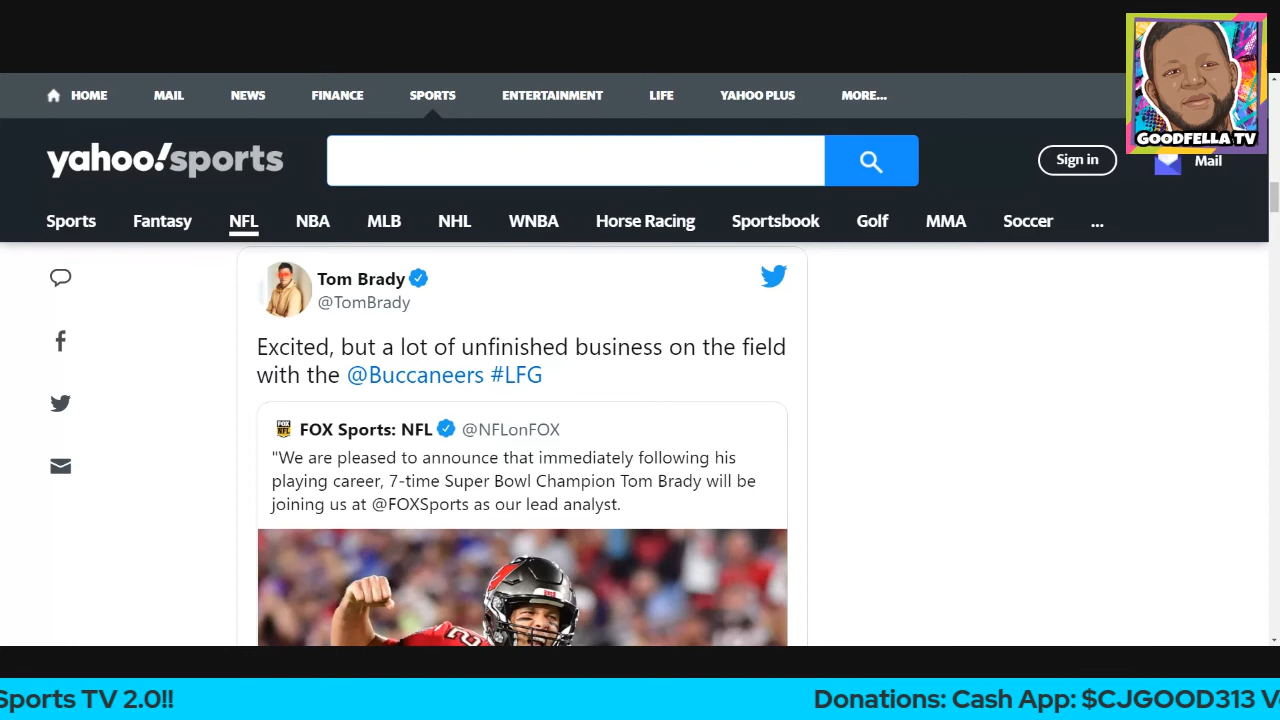 GOODFELLA TV
HOME MAIL NEWS FINANCE SPORTS ENTERTAINMENT LIFE YAHOO PLUS MORE...
yahoo!sports
Sign in
Mail
Sports Fantasy NFL NBA MLB NHL WNBA Horse Racing Sportsbook Golf MMA Soccer ...
Tom Brady
@TomBrady
Excited, but a lot of unfinished business on the field
with the @Buccaneers #LFG
FOX Sports: NFL @NFLonFOX
"We are pleased to announce that immediately following his
playing career, 7-time Super Bowl Champion Tom Brady will be
joining us at @FOXSports as our lead analyst.
Sports TV 2.0!! Donations: Cash App: $CJGOOD313